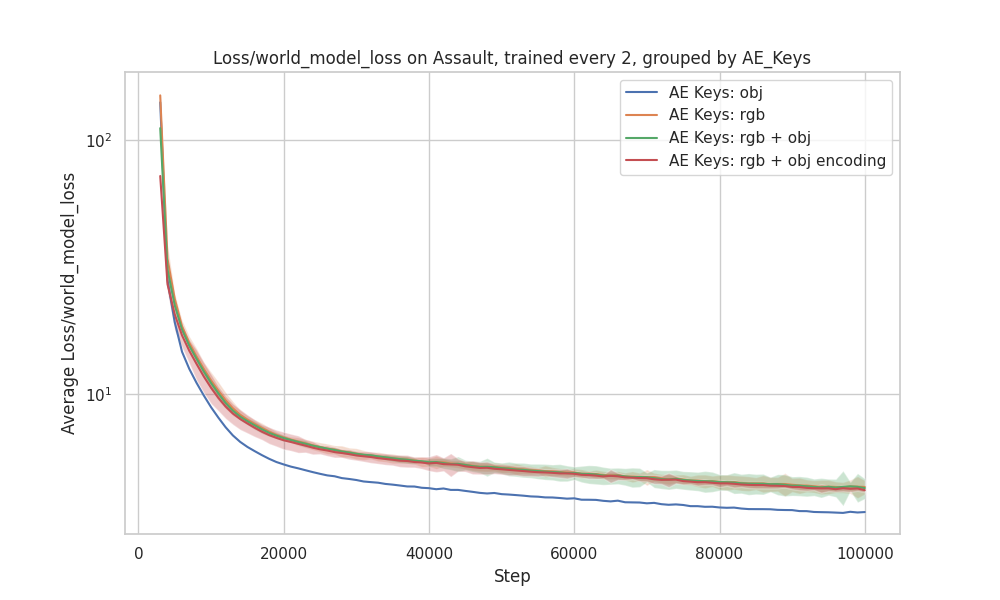 Loss/world_model_loss on Assault, trained every 2, grouped by AE_Keys
AE Keys: obj
AE Keys: rgb
AE Keys: rgb + obj
AE Keys: rgb + obj encoding
10²
10¹
Average Loss/world_model_loss
0 20000 40000 60000 80000 100000
Step